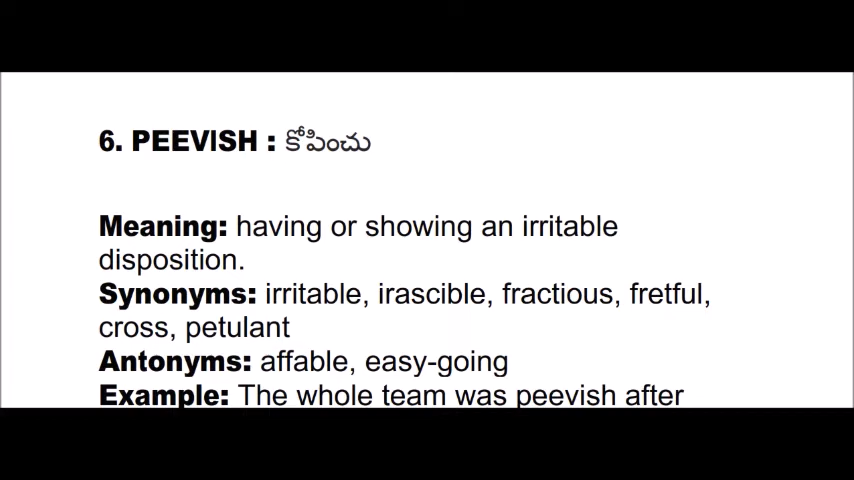 6. PEEVISH : కోపించు
Meaning: having or showing an irritable
disposition.
Synonyms: irritable, irascible, fractious, fretful,
cross, petulant
Antonyms: affable, easy-going
Example: The whole team was peevish after